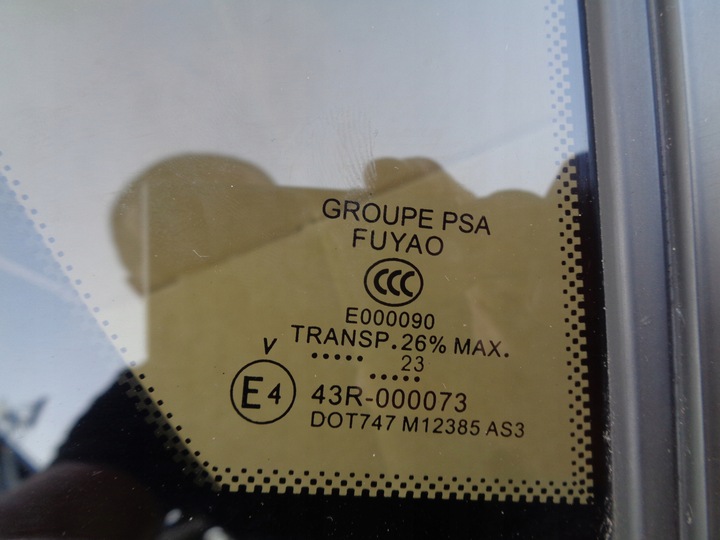 GROUPE PSA
FUYAO
CCC
E000090
TRANSP.26% MAX.
..... 23 .....
V
E4 43R-000073
DOT747 M12385 AS3